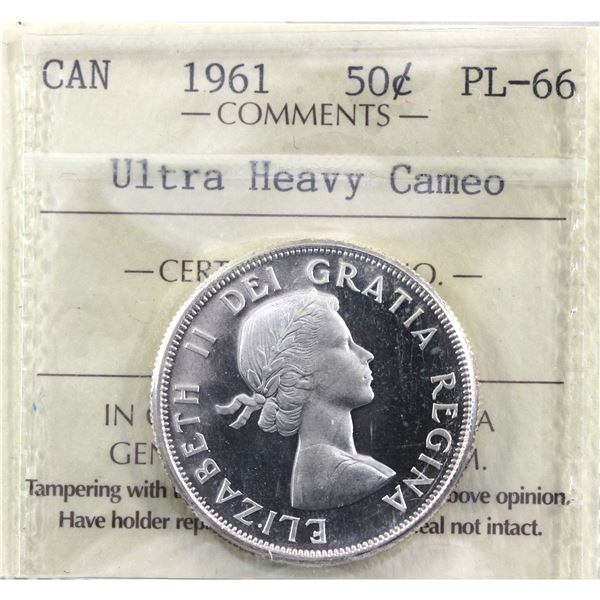 CAN 1961 50¢ PL-66
— COMMENTS —
Ultra Heavy Cameo
— CERT O. —
IN A
GEN M.
Tampering with bove opinion.
Have holder rep eal not intact.
ELIZABETH II DEI GRATIA REGINA